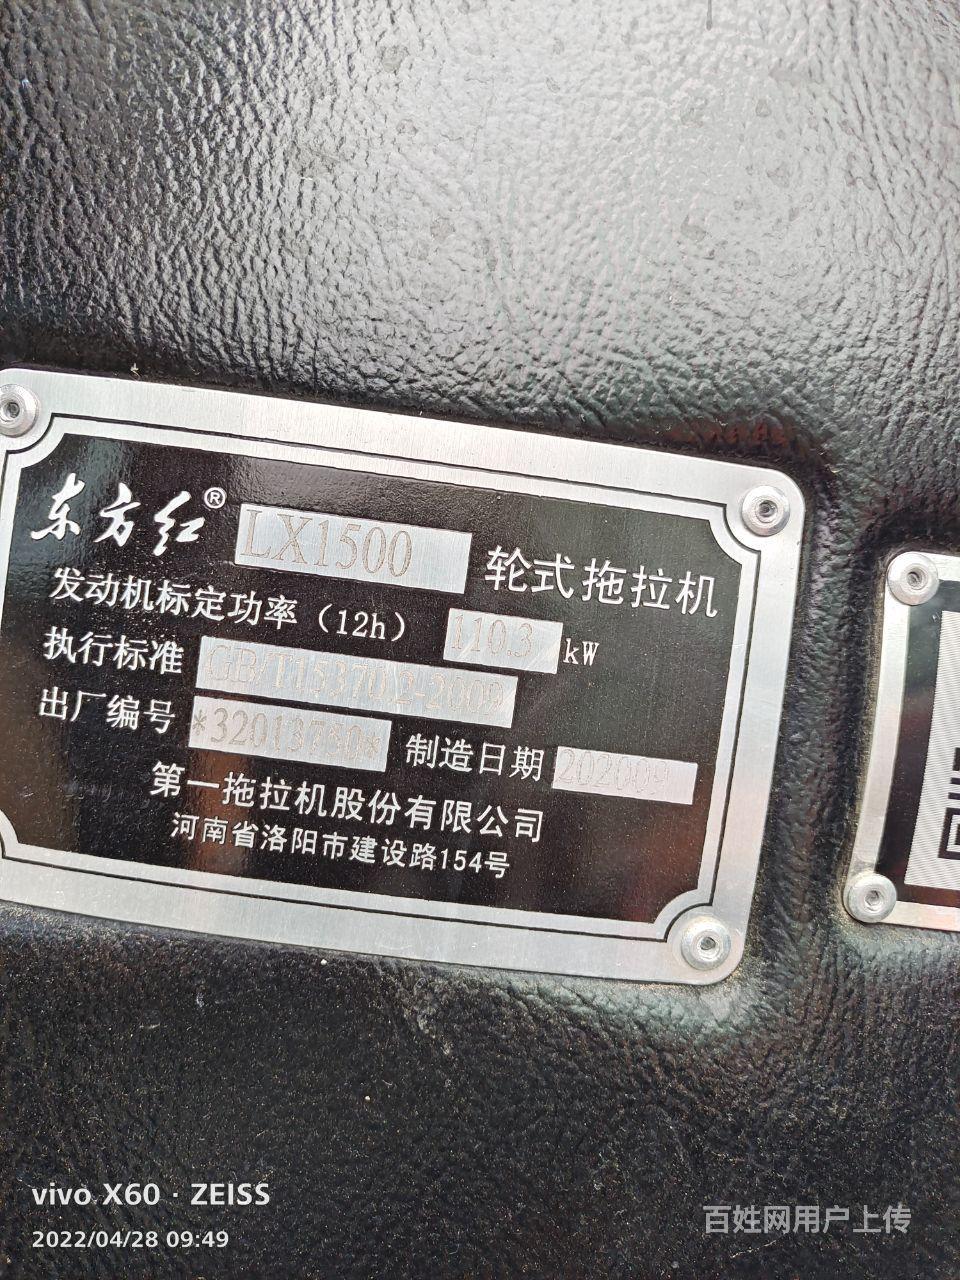 东方红® LX1500 轮式拖拉机
发动机标定功率（12h） 110.3 kW
执行标准 GB/T15370.2-2009
出厂编号 *32013750* 制造日期 202009
第一拖拉机股份有限公司
河南省洛阳市建设路154号
vivo X60 · ZEISS
2022/04/28 09:49
百姓网用户上传